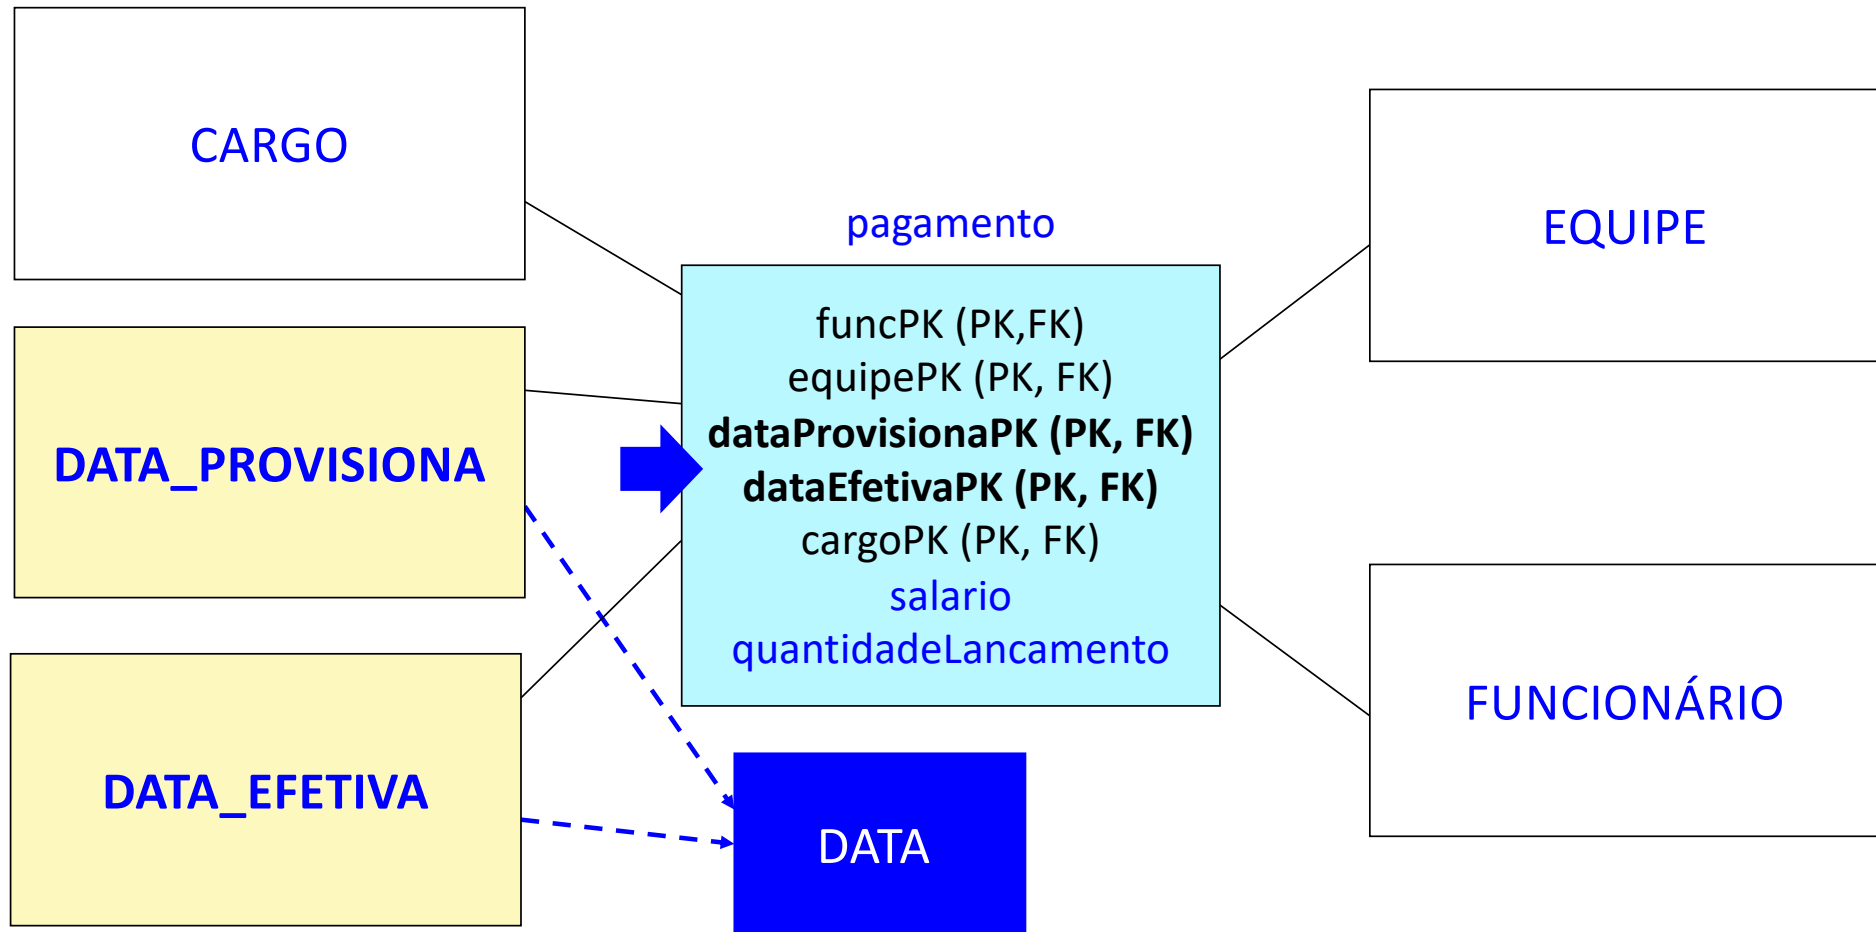 CARGO
DATA_PROVISIONA
DATA_EFETIVA
pagamento
funcPK (PK,FK)
equipePK (PK, FK)
dataProvisionaPK (PK, FK)
dataEfetivaPK (PK, FK)
cargoPK (PK, FK)
salario
quantidadeLancamento
DATA
EQUIPE
FUNCIONÁRIO